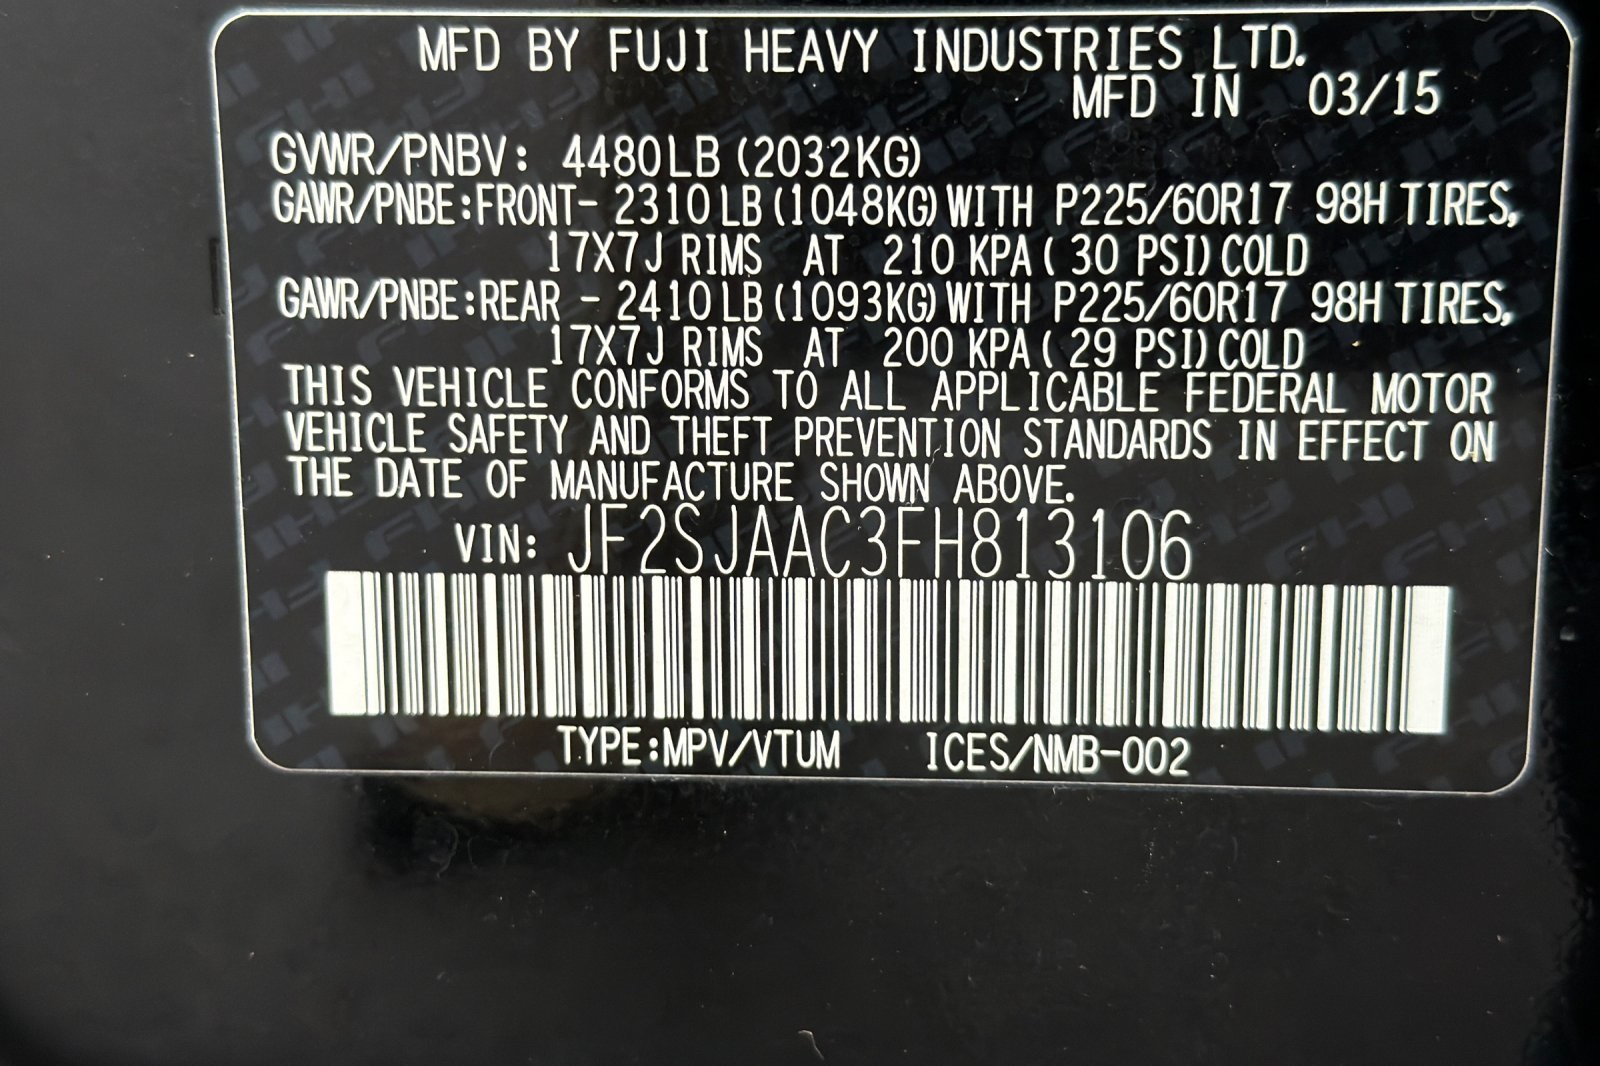 MFD BY FUJI HEAVY INDUSTRIES LTD.
MFD IN 03/15
GVWR/PNBV: 4480LB (2032KG)
GAWR/PNBE:FRONT- 2310LB (1048KG) WITH P225/60R17 98H TIRES,
17X7J RIMS AT 210 KPA ( 30 PSI) COLD
GAWR/PNBE:REAR - 2410LB (1093KG) WITH P225/60R17 98H TIRES,
17X7J RIMS AT 200 KPA ( 29 PSI) COLD
THIS VEHICLE CONFORMS TO ALL APPLICABLE FEDERAL MOTOR
VEHICLE SAFETY AND THEFT PREVENTION STANDARDS IN EFFECT ON
THE DATE OF MANUFACTURE SHOWN ABOVE.
VIN: JF2SJAAC3FH813106
TYPE:MPV/VTUM ICES/NMB-002